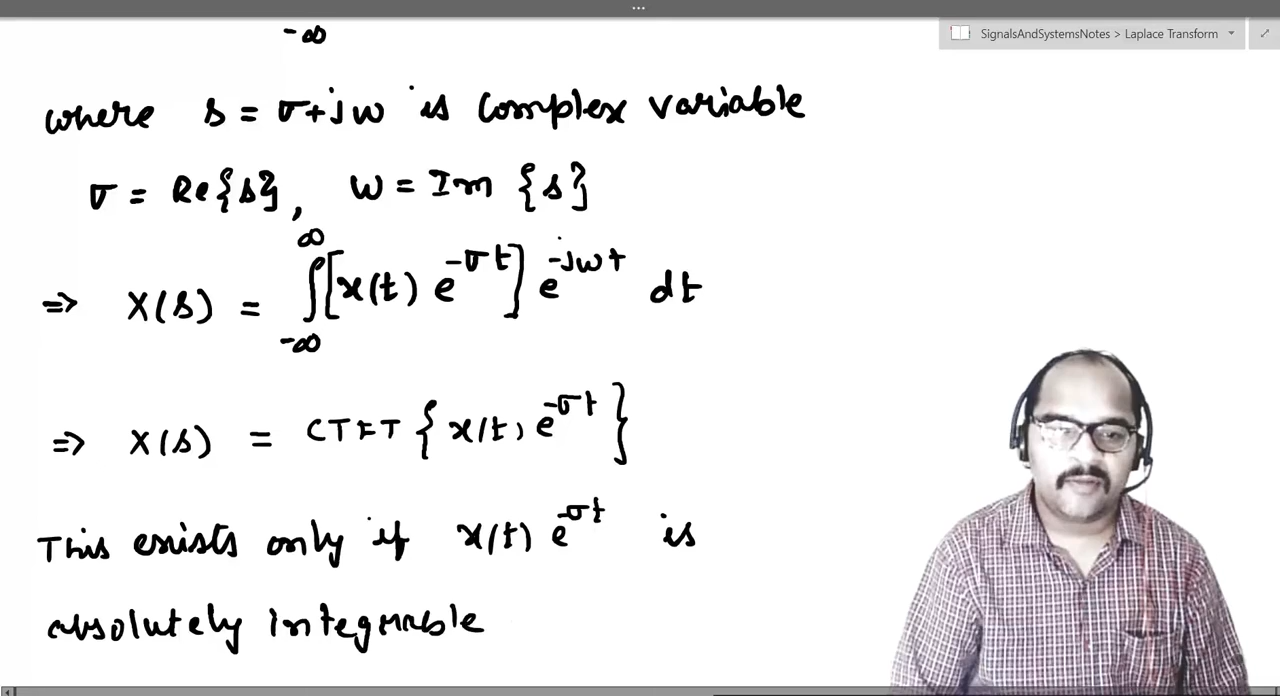 ...
SignalsAndSystemsNotes > Laplace Transform
-∞
where s = σ+jω is complex variable
σ = Re{s}, ω = Im {s}
∞
=> X(s) = ∫[x(t) e^-σt] e^-jωt dt
-∞
=> X(s) = CTFT {x(t) e^-σt}
This exists only if x(t) e^-σt is
absolutely integrable